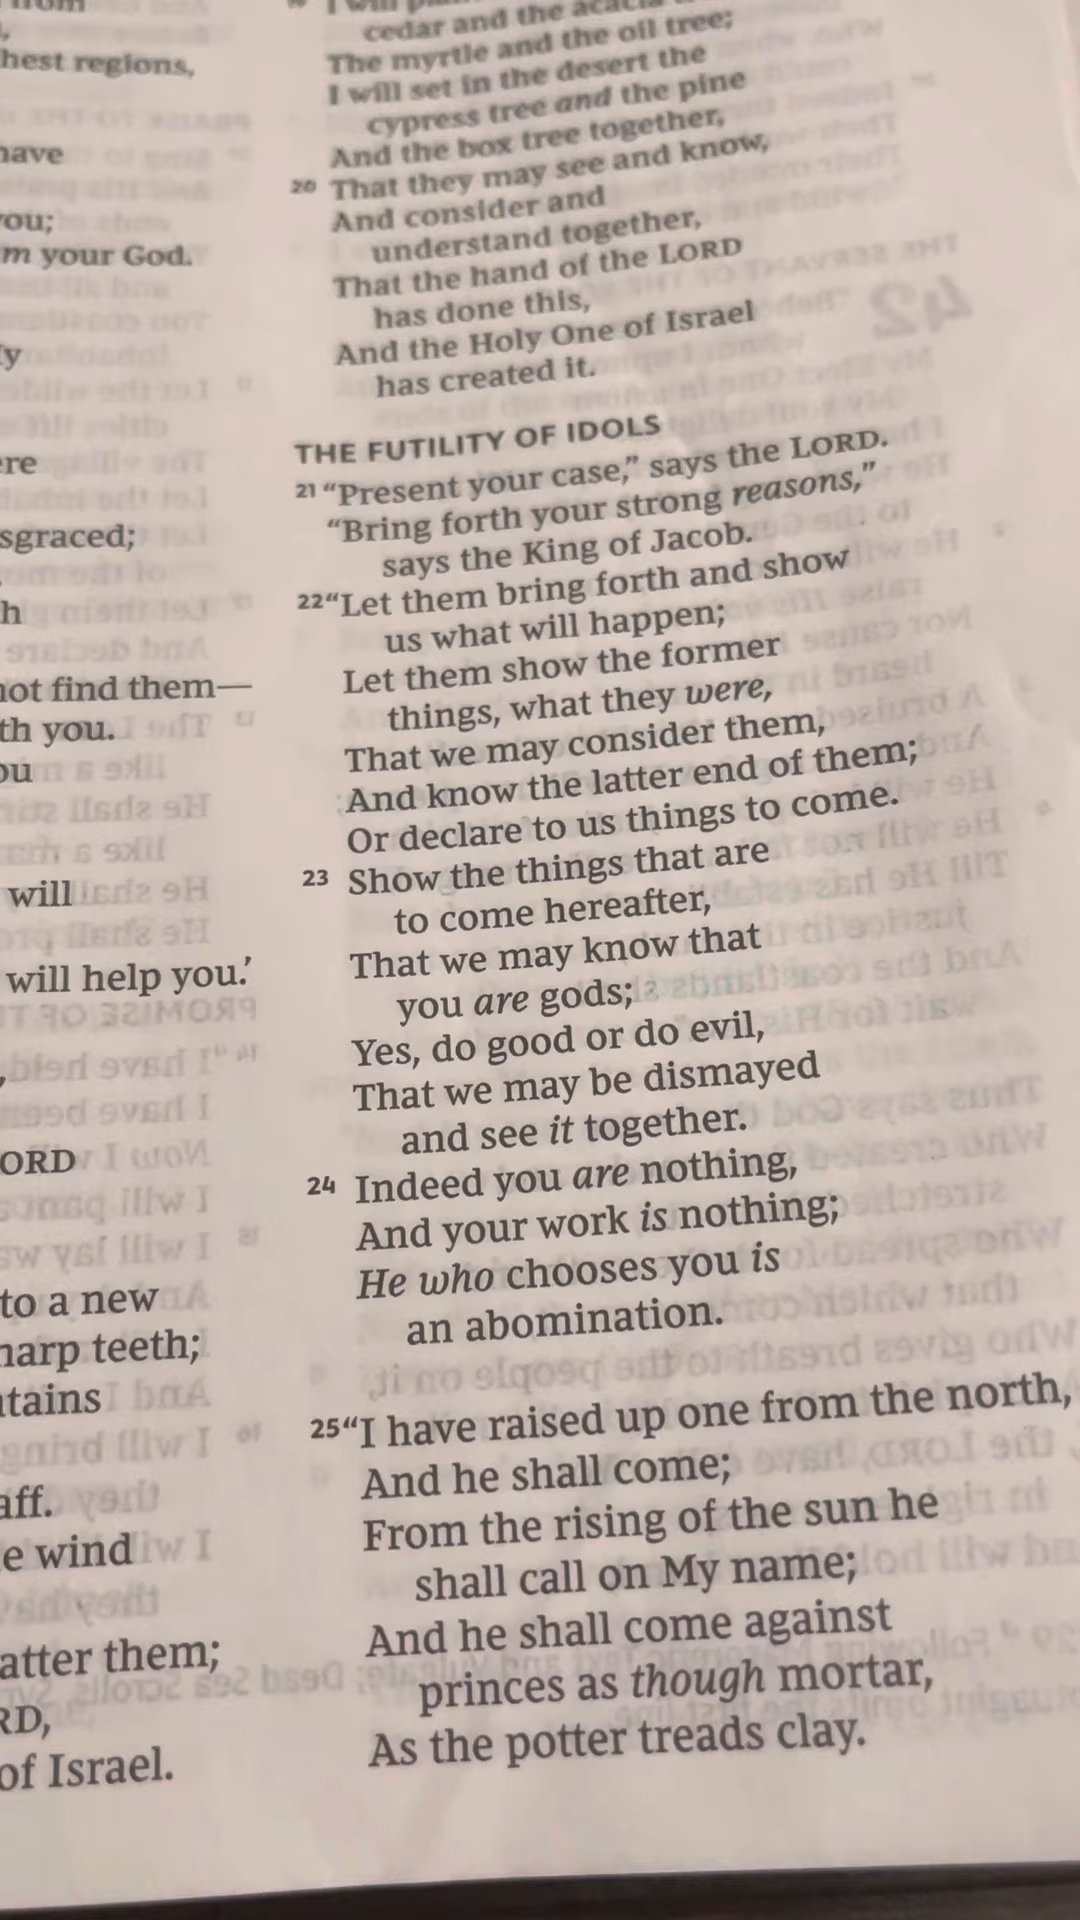 hest regions,
have
you;
m your God.
ly
ere
sgraced;
h
not find them—
th you.
ou
will
will help you.'
ORD
to a new
harp teeth;
ntains
aff.
e wind
atter them;
RD,
of Israel.
cedar and the acacia
The myrtle and the oil tree;
I will set in the desert the
cypress tree and the pine
And the box tree together,
20 That they may see and know,
And consider and
understand together,
That the hand of the LORD
has done this,
And the Holy One of Israel
has created it.
THE FUTILITY OF IDOLS
21 “Present your case,” says the LORD.
“Bring forth your strong reasons,”
says the King of Jacob.
22 “Let them bring forth and show
us what will happen;
Let them show the former
things, what they were,
That we may consider them,
And know the latter end of them;
Or declare to us things to come.
23 Show the things that are
to come hereafter,
That we may know that
you are gods;
Yes, do good or do evil,
That we may be dismayed
and see it together.
24 Indeed you are nothing,
And your work is nothing;
He who chooses you is
an abomination.
25 “I have raised up one from the north,
And he shall come;
From the rising of the sun he
shall call on My name;
And he shall come against
princes as though mortar,
As the potter treads clay.